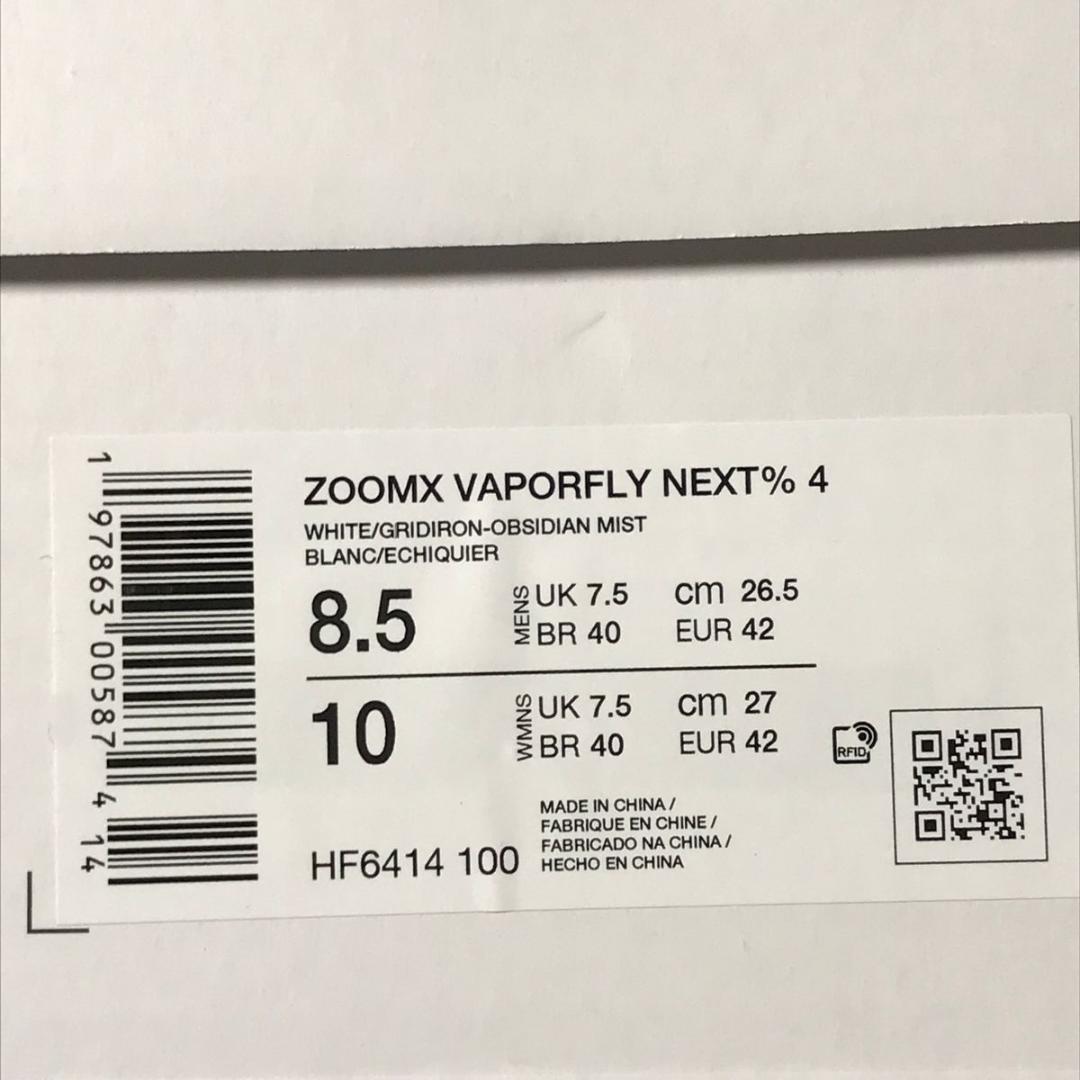 ZOOMX VAPORFLY NEXT% 4
WHITE/GRIDIRON-OBSIDIAN MIST
BLANC/ECHIQUIER
8.5 MENS UK 7.5 cm 26.5
BR 40 EUR 42
10 WMNS UK 7.5 cm 27
BR 40 EUR 42
RFID
MADE IN CHINA /
FABRIQUE EN CHINE /
FABRICADO NA CHINA /
HECHO EN CHINA
HF6414 100
1 97863 00587 4 14